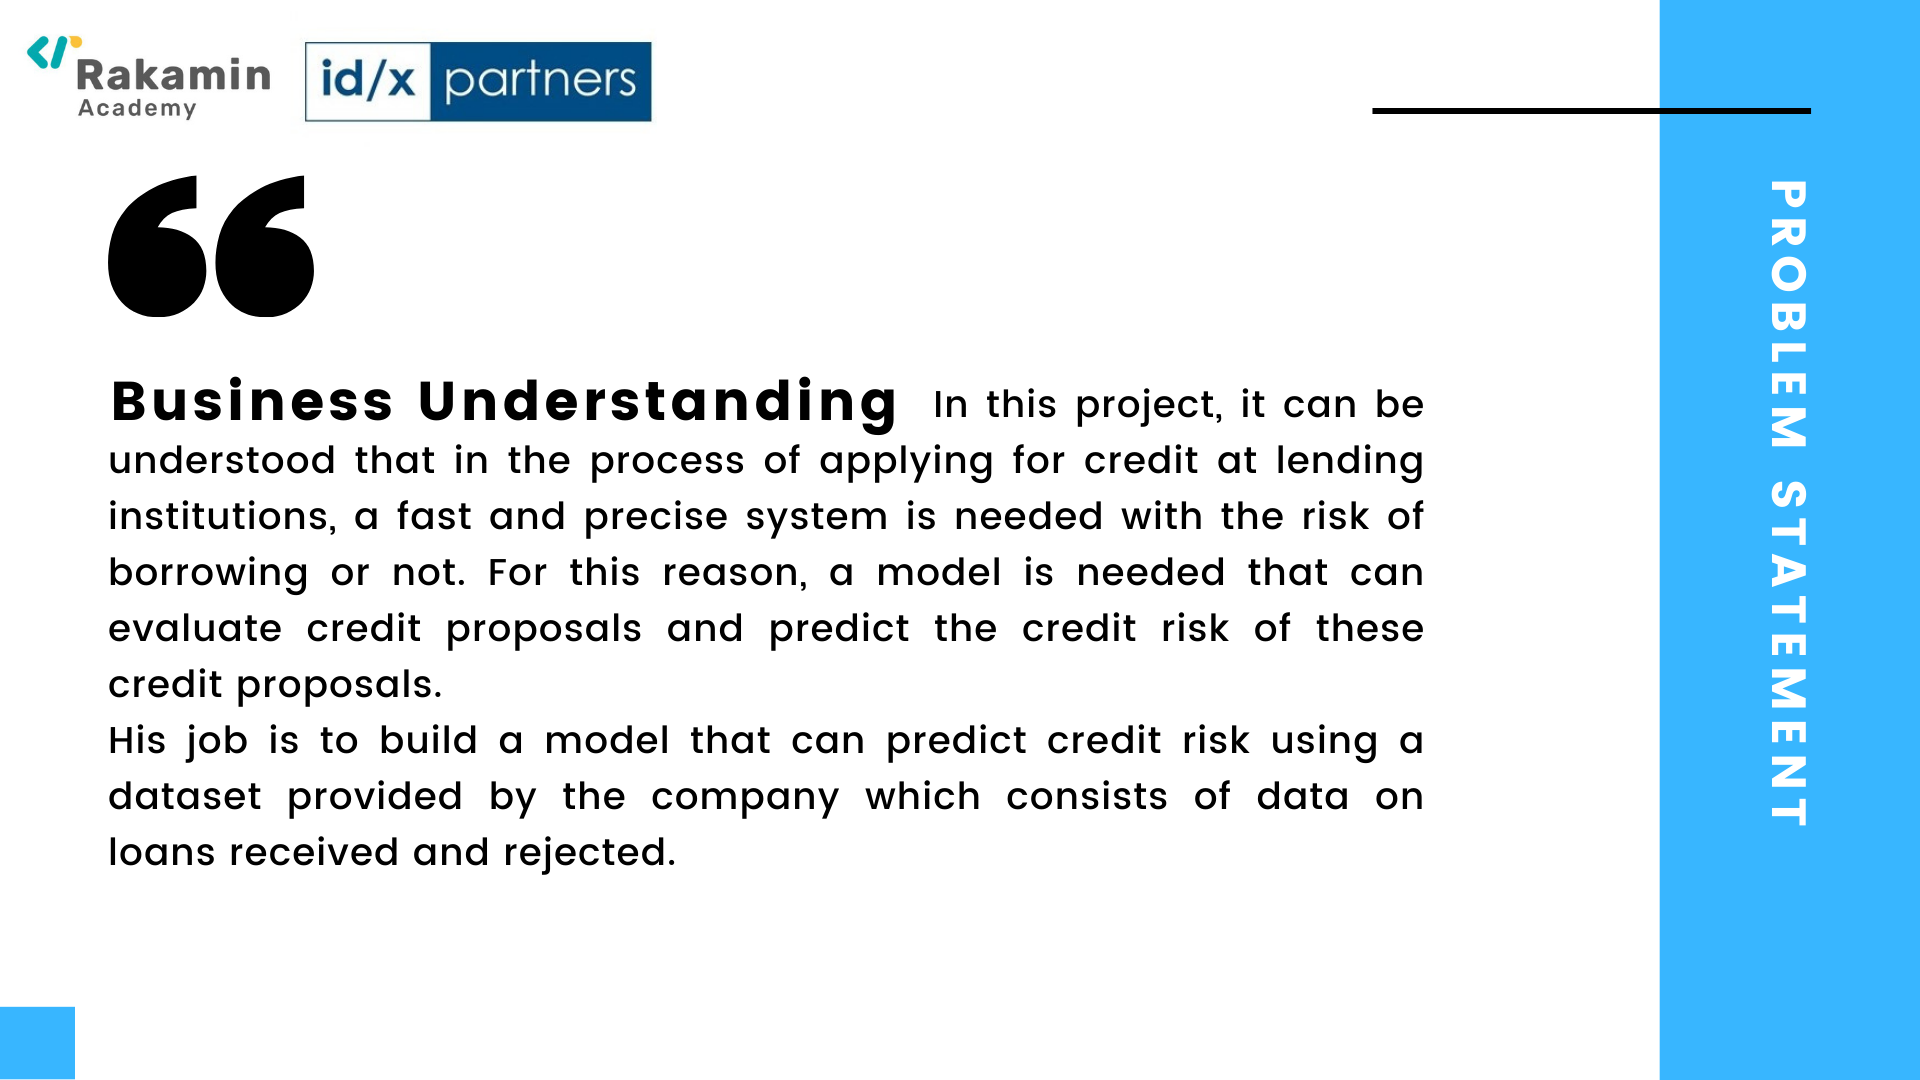 Rakamin
Academy
id/x partners
“
Business Understanding In this project, it can be
understood that in the process of applying for credit at lending
institutions, a fast and precise system is needed with the risk of
borrowing or not. For this reason, a model is needed that can
evaluate credit proposals and predict the credit risk of these
credit proposals.
His job is to build a model that can predict credit risk using a
dataset provided by the company which consists of data on
loans received and rejected.
PROBLEM STATEMENT